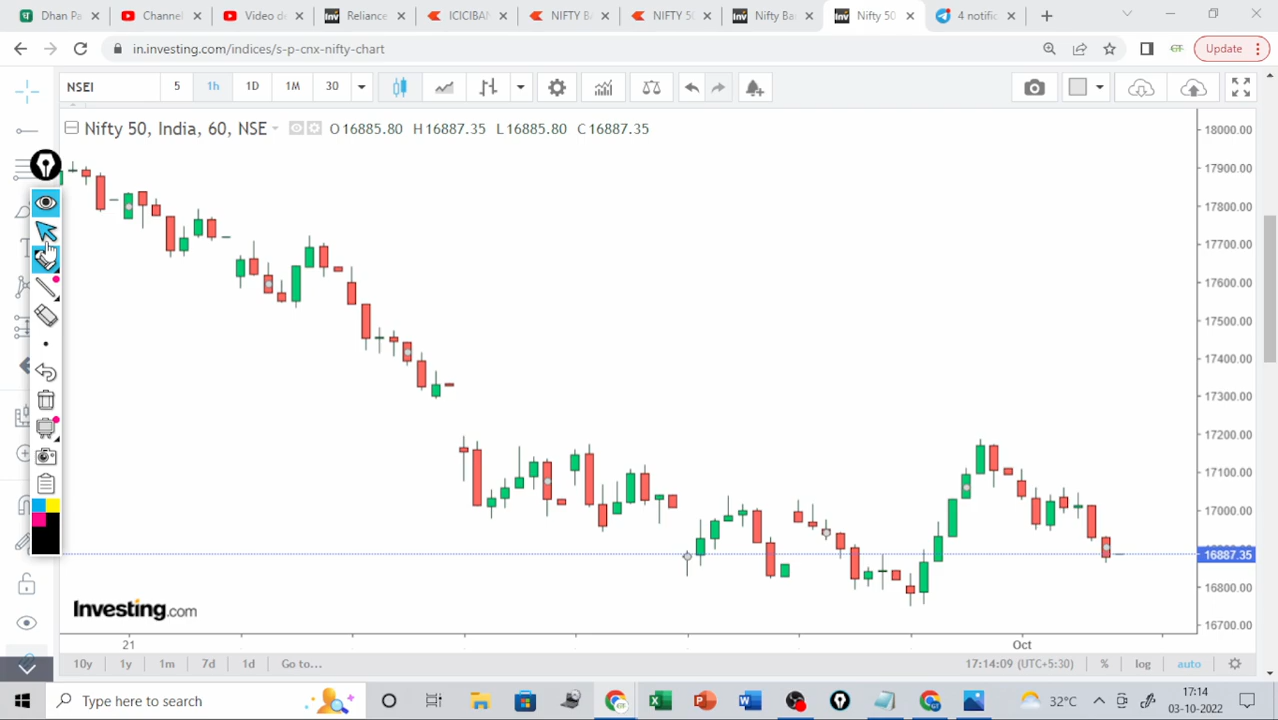 Dhan Pa
Channel
Video de
Reliance
ICICIBAN
NIFTY BA
NIFTY 50
Nifty Ba
Nifty 50
4 notific
in.investing.com/indices/s-p-cnx-nifty-chart
GTF
Update
NSEI
5
1h
1D
1M
30
Nifty 50, India, 60, NSE
O 16885.80 H 16887.35 L 16885.80 C 16887.35
18000.00
17900.00
17800.00
17700.00
17600.00
17500.00
17400.00
17300.00
17200.00
17100.00
17000.00
16887.35
16800.00
16700.00
Investing.com
21
Oct
10y
1y
1m
7d
1d
Go to...
17:14:09 (UTC+5:30)
%
log
auto
Type here to search
32°C
17:14
03-10-2022